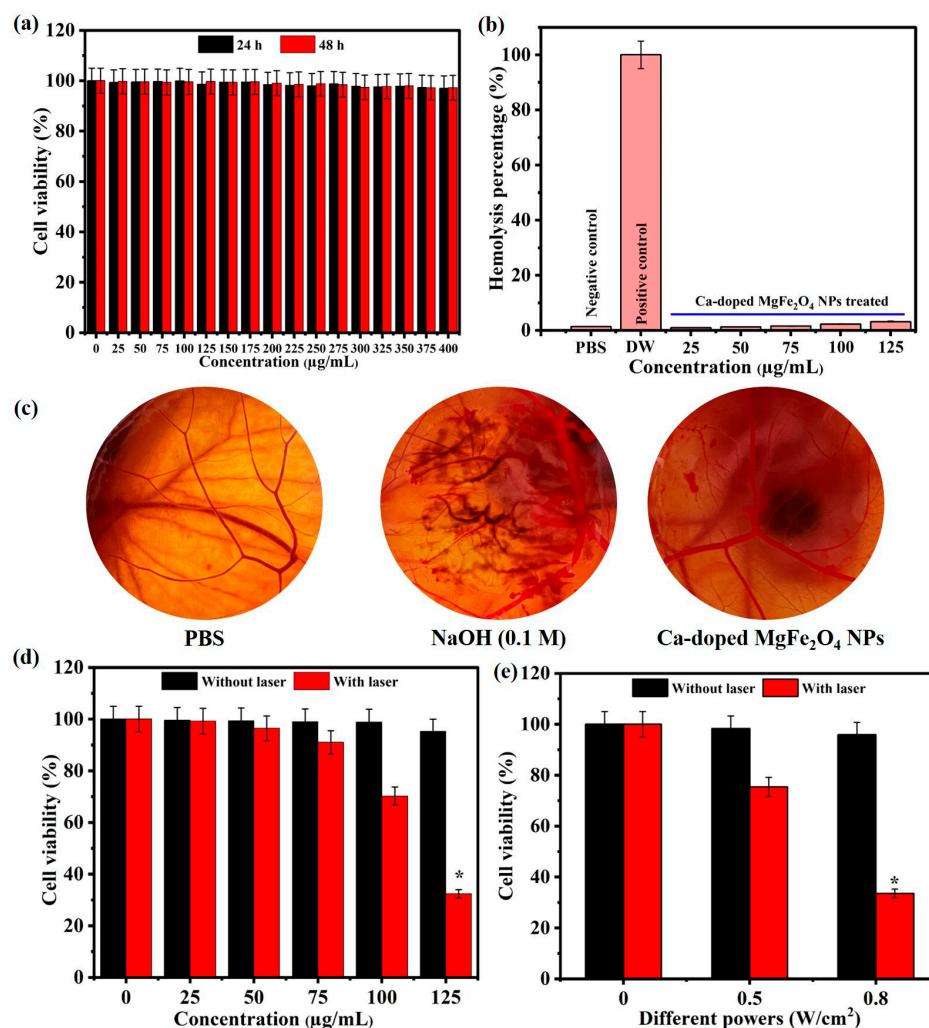 (a)
120
100
80
60
40
20
0
Cell viability (%)
24 h
48 h
0 25 50 75 100 125 150 175 200 225 250 275 300 325 350 375 400
Concentration (µg/mL)
(b)
100
80
60
40
20
0
Hemolysis percentage (%)
Negative control
Positive control
Ca-doped MgFe₂O₄ NPs treated
PBS DW 25 50 75 100 125
Concentration (µg/mL)
(c)
PBS
NaOH (0.1 M)
Ca-doped MgFe₂O₄ NPs
(d)
120
100
80
60
40
20
0
Cell viability (%)
Without laser
With laser
*
0 25 50 75 100 125
Concentration (µg/mL)
(e)
120
100
80
60
40
20
0
Cell viability (%)
Without laser
With laser
*
0 0.5 0.8
Different powers (W/cm²)